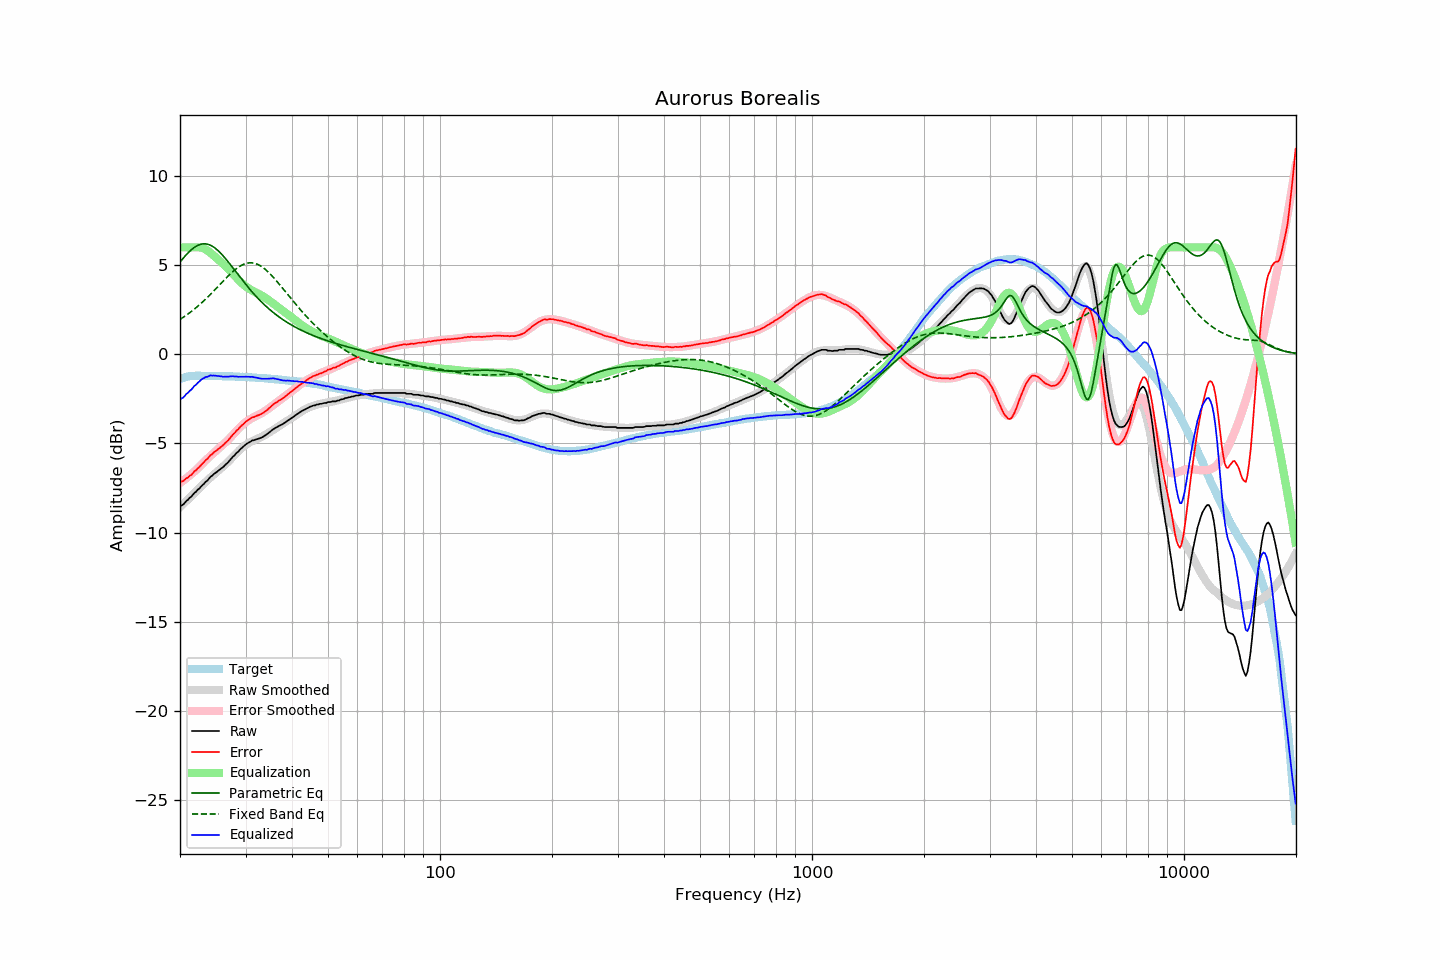 Aurorus Borealis
10
5
0
−5
−10
−15
−20
−25
Amplitude (dBr)
Target
Raw Smoothed
Error Smoothed
Raw
Error
Equalization
Parametric Eq
Fixed Band Eq
Equalized
100
1000
10000
Frequency (Hz)